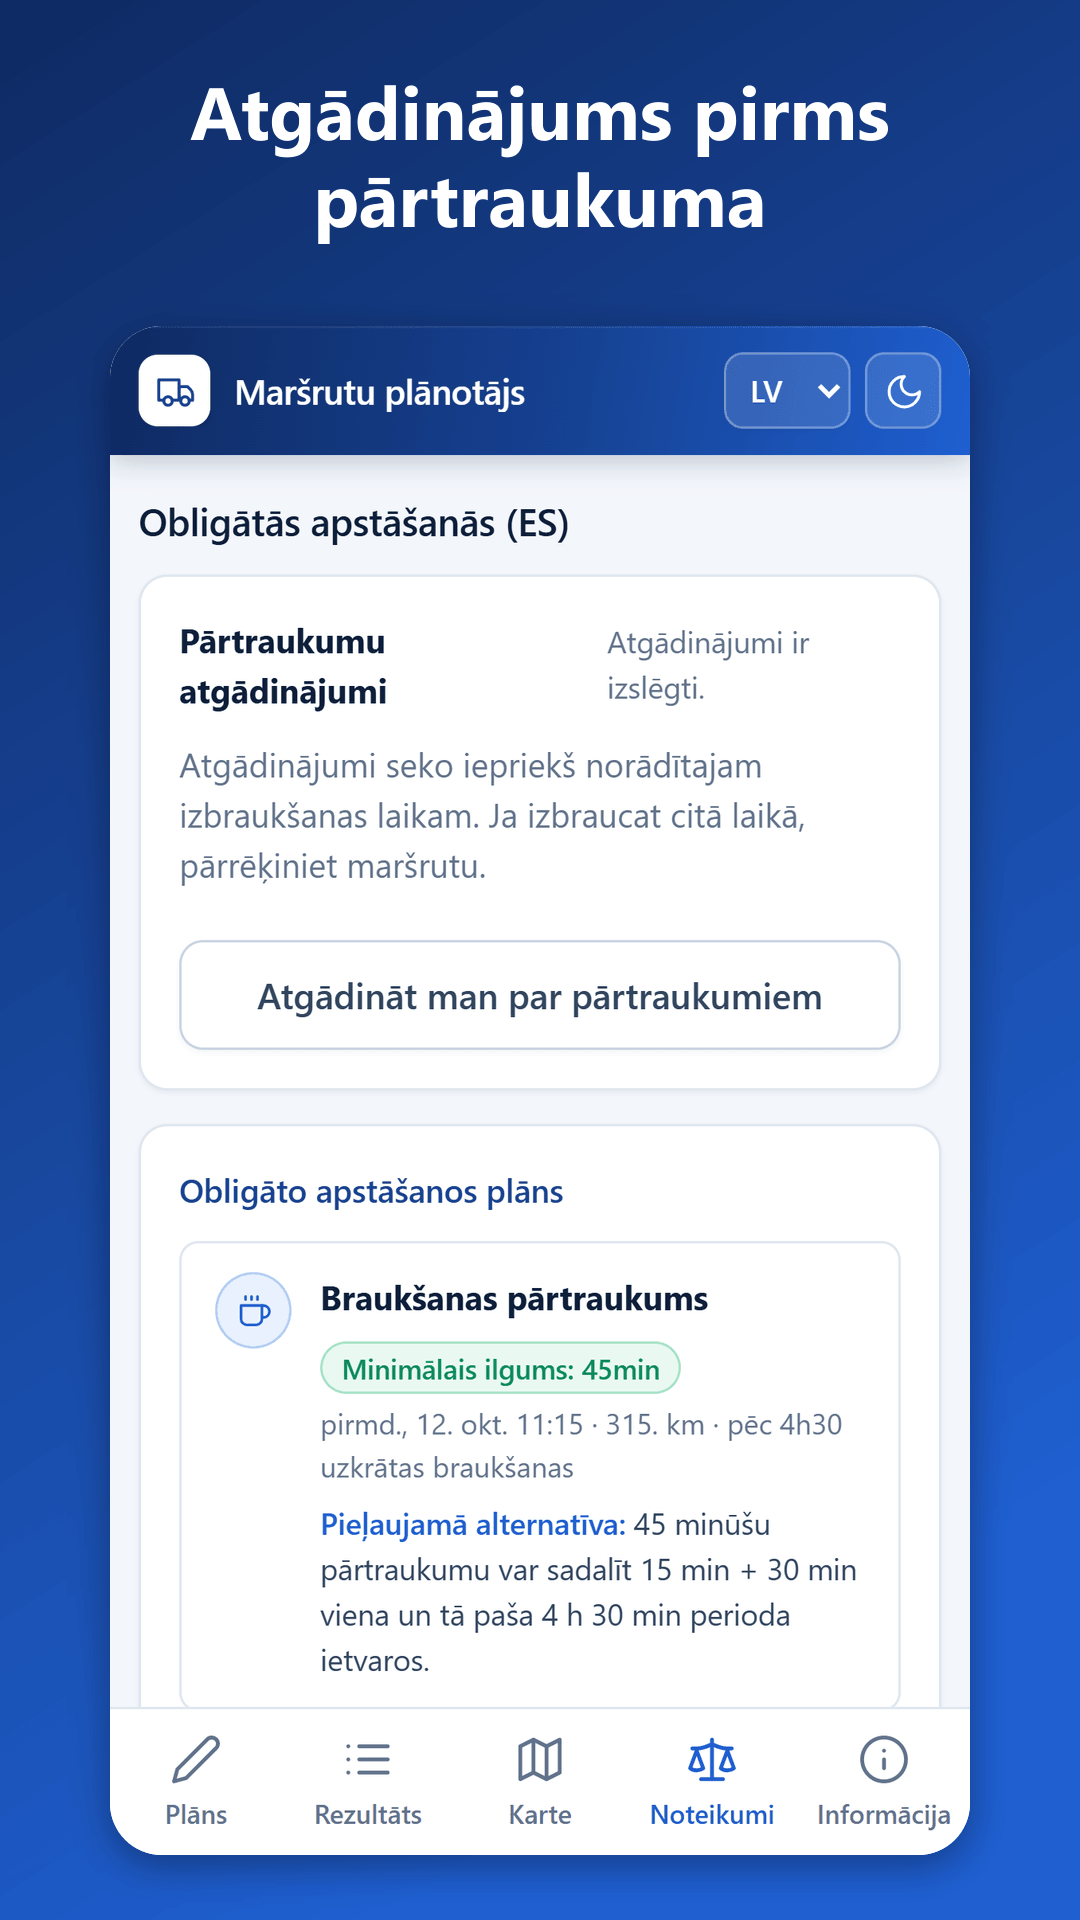 Atgādinājums pirms
pārtraukuma
Maršrutu plānotājs
LV
Obligātās apstāšanās (ES)
Pārtraukumu
atgādinājumi
Atgādinājumi ir
izslēgti.
Atgādinājumi seko iepriekš norādītajam
izbraukšanas laikam. Ja izbraucat citā laikā,
pārrēķiniet maršrutu.
Atgādināt man par pārtraukumiem
Obligāto apstāšanos plāns
Braukšanas pārtraukums
Minimālais ilgums: 45min
pirmd., 12. okt. 11:15 · 315. km · pēc 4h30
uzkrātas braukšanas
Pieļaujamā alternatīva: 45 minūšu
pārtraukumu var sadalīt 15 min + 30 min
viena un tā paša 4 h 30 min perioda
ietvaros.
Plāns
Rezultāts
Karte
Noteikumi
Informācija